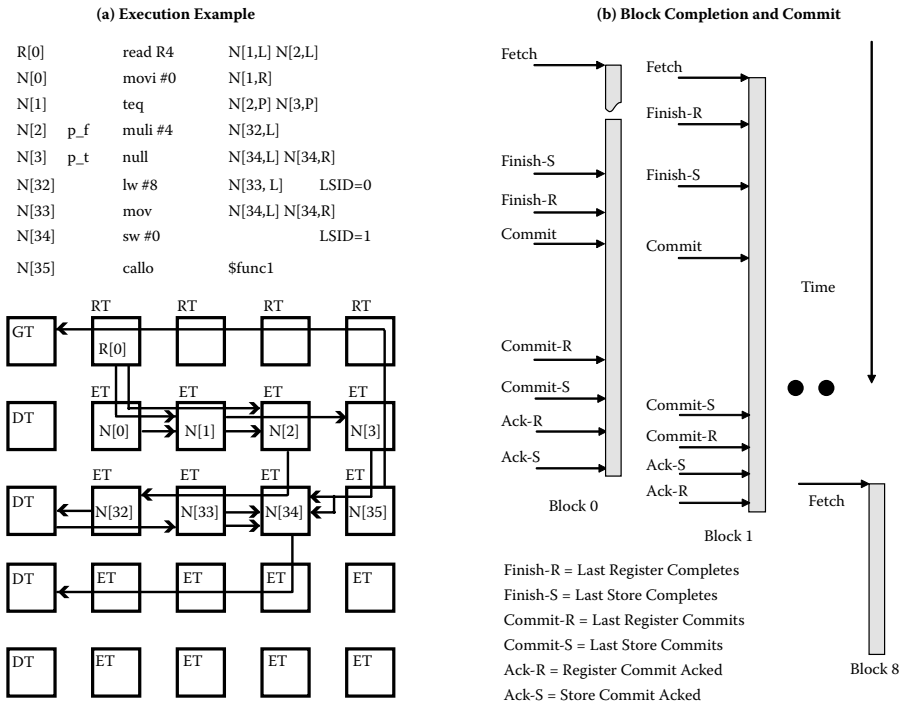 (a) Execution Example
R[0] read R4 N[1,L] N[2,L]
N[0] movi #0 N[1,R]
N[1] teq N[2,P] N[3,P]
N[2] p_f muli #4 N[32,L]
N[3] p_t null N[34,L] N[34,R]
N[32] lw #8 N[33, L] LSID=0
N[33] mov N[34,L] N[34,R]
N[34] sw #0 LSID=1
N[35] callo $func1
RT RT RT RT
GT
R[0]
ET ET ET ET
DT
N[0] N[1] N[2] N[3]
ET ET ET ET
DT
N[32] N[33] N[34] N[35]
DT ET ET ET ET
DT ET ET ET ET
(b) Block Completion and Commit
Fetch
Finish-S
Finish-R
Commit
Commit-R
Commit-S
Ack-R
Ack-S
Block 0
Fetch
Finish-R
Finish-S
Commit
Commit-S
Commit-R
Ack-S
Ack-R
Block 1
Time
Fetch
Block 8
Finish-R = Last Register Completes
Finish-S = Last Store Completes
Commit-R = Last Register Commits
Commit-S = Last Store Commits
Ack-R = Register Commit Acked
Ack-S = Store Commit Acked